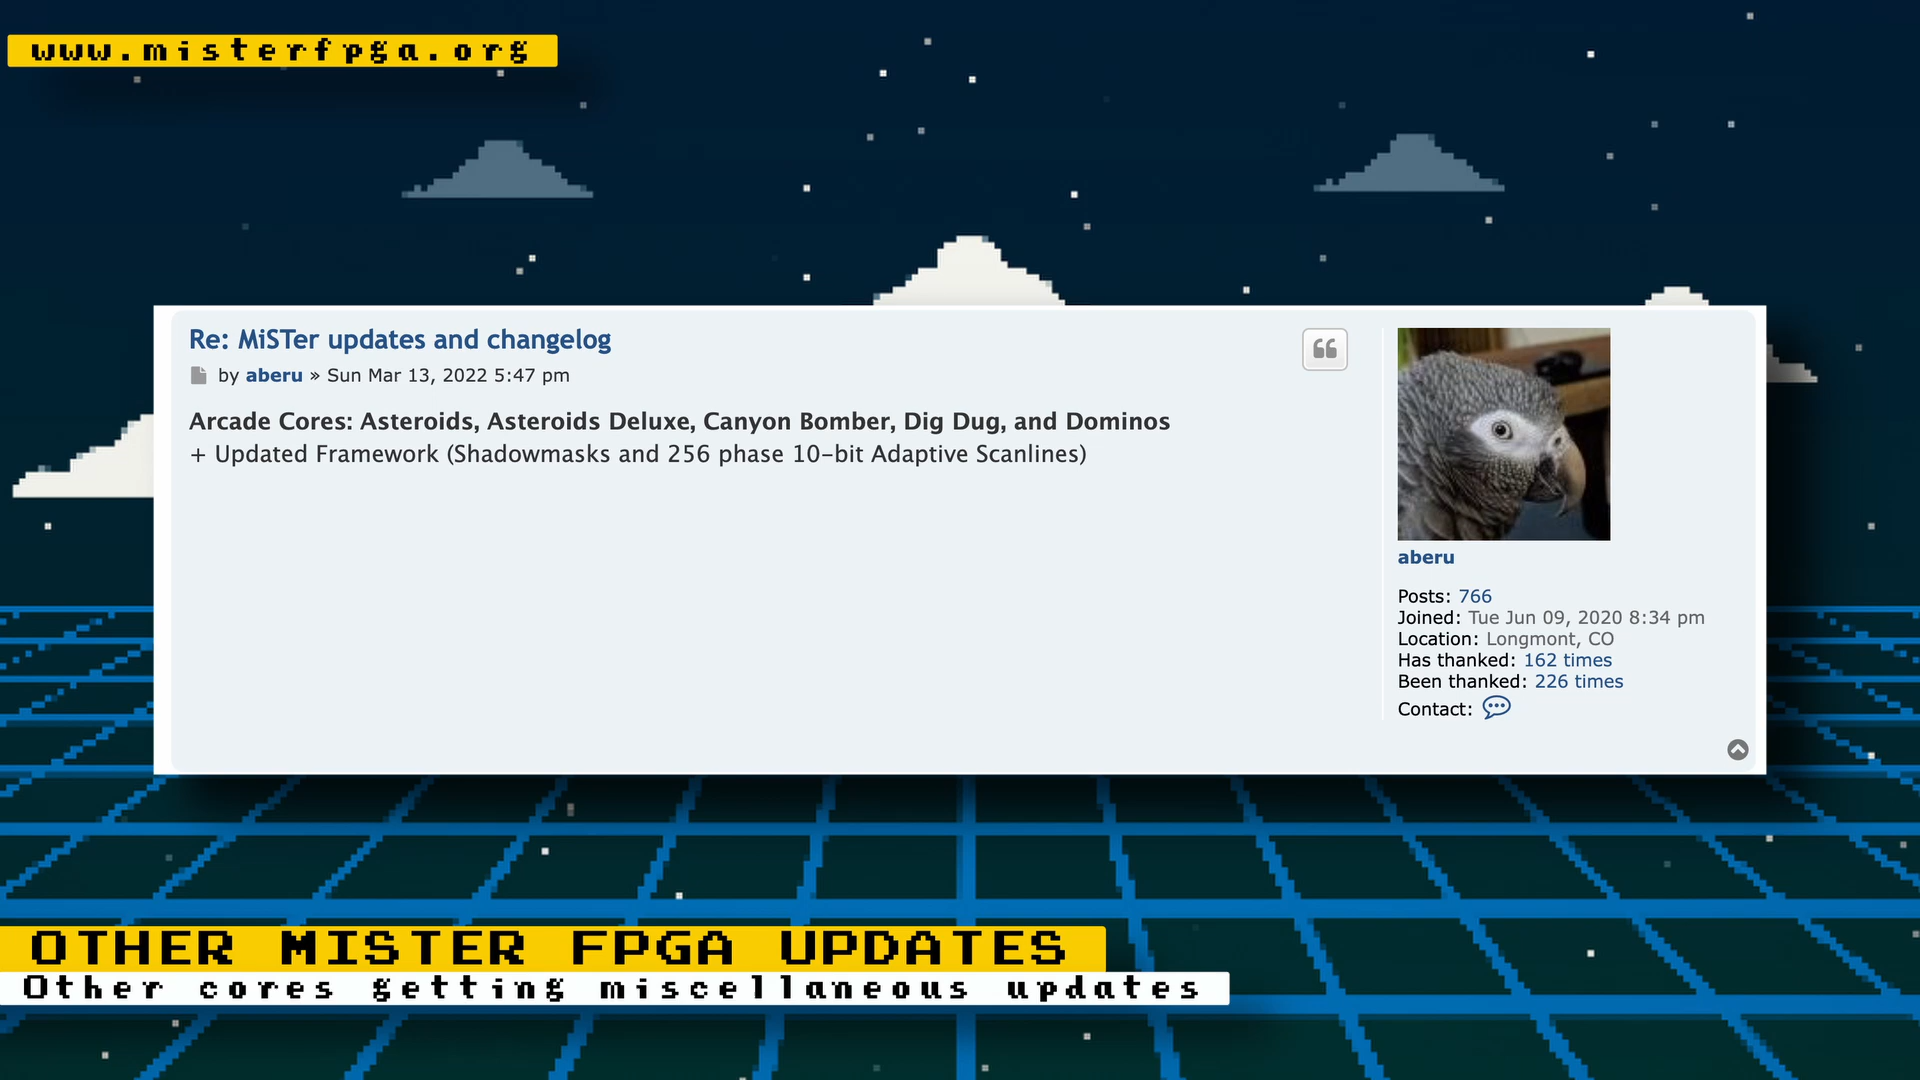 www.misterfpga.org
Re: MiSTer updates and changelog
by aberu » Sun Mar 13, 2022 5:47 pm
Arcade Cores: Asteroids, Asteroids Deluxe, Canyon Bomber, Dig Dug, and Dominos
+ Updated Framework (Shadowmasks and 256 phase 10-bit Adaptive Scanlines)
aberu
Posts: 766
Joined: Tue Jun 09, 2020 8:34 pm
Location: Longmont, CO
Has thanked: 162 times
Been thanked: 226 times
Contact:
OTHER MISTER FPGA UPDATES
Other cores getting miscellaneous updates